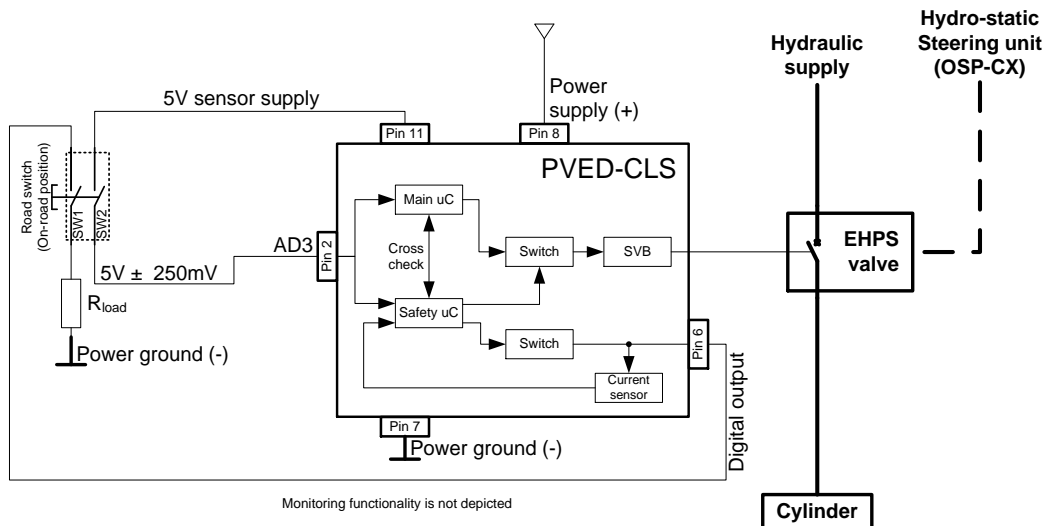 Hydro-static
Steering unit
(OSP-CX)
Hydraulic
supply
Power
supply (+)
5V sensor supply
Pin 11
Pin 8
PVED-CLS
Road switch
(On-road position)
SW1
SW2
Main uC
AD3
Pin 2
Cross
check
Switch
SVB
EHPS
valve
5V ± 250mV
Safety uC
Rload
Switch
Pin 6
Power ground (-)
Current
sensor
Pin 7
Power ground (-)
Digital output
Monitoring functionality is not depicted
Cylinder